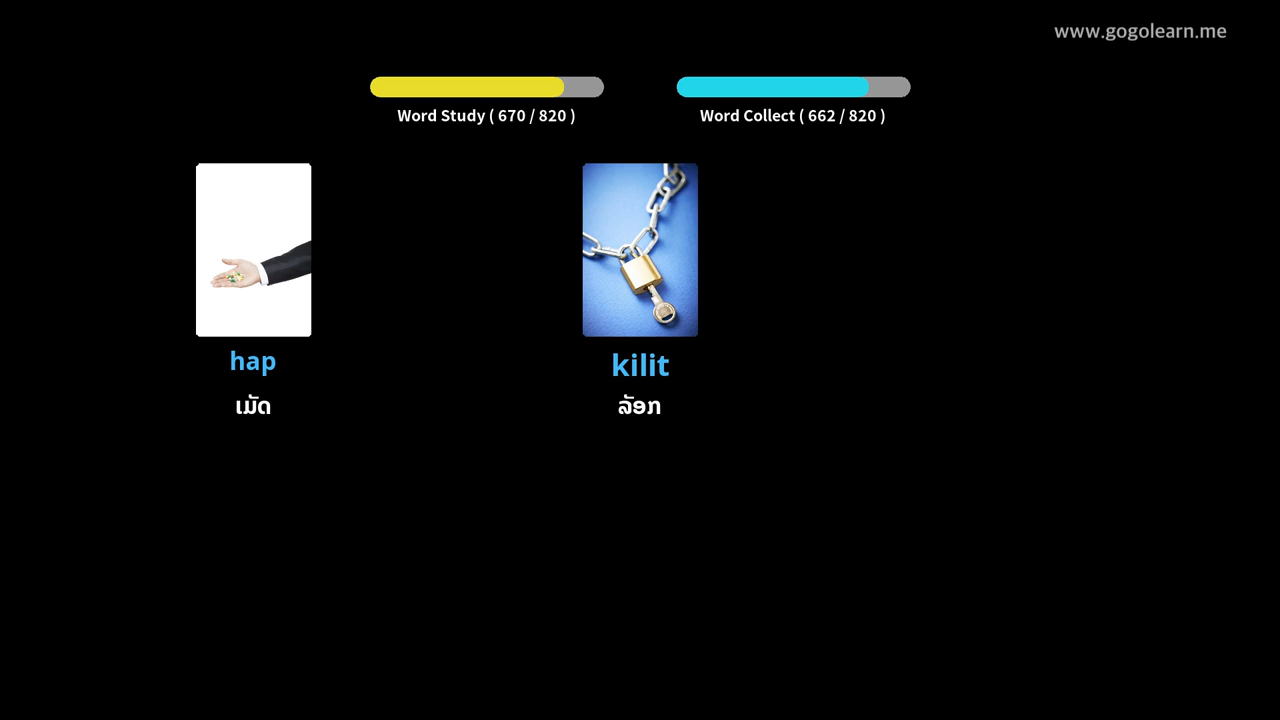 www.gogolearn.me
Word Study ( 670 / 820 )
Word Collect ( 662 / 820 )
hap
kilit
ເມັດ
ລັອກ